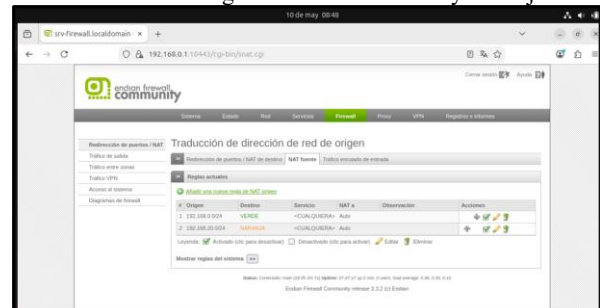 10 de may 08:48
srv-firewall.localdomain
192.168.0.1:10443/cgi-bin/snat.cgi
Cerrar sesión Ayuda
endian firewall
community
Sistema Estado Red Servicios Firewall Proxy VPN Registros e informes
Redirección de puertos / NAT
Tráfico de salida
Tráfico entre zonas
Tráfico VPN
Acceso al sistema
Diagramas de firewall
Traducción de dirección de red de origen
Redirección de puertos / NAT de destino NAT fuente Tráfico enrutado de entrada
Reglas actuales
Añadir una nueva regla de NAT origen
# Origen Destino Servicio NAT a Observación Acciones
1 192.168.0.0/24 VERDE <CUALQUIERA> Auto
2 192.168.20.0/24 NARANJA <CUALQUIERA> Auto
Leyenda: Activado (clic para desactivar) Desactivado (clic para activar) Editar Eliminar
Mostrar reglas del sistema >>
Endian Firewall Community release 3.3.2 (c) Endian